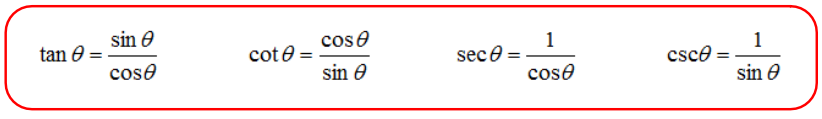 tan θ = sin θ / cosθ    cot θ = cosθ / sin θ    sec θ = 1 / cosθ    cscθ = 1 / sin θ